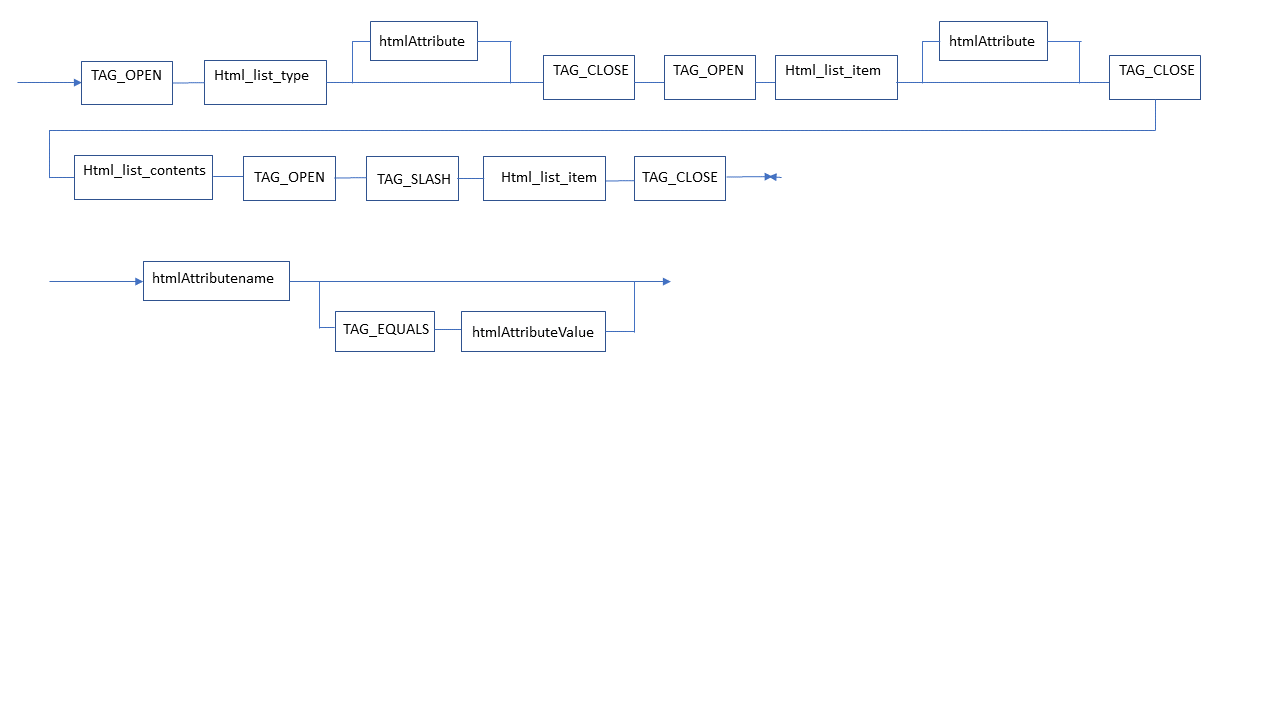 htmlAttribute
htmlAttribute
TAG_OPEN
Html_list_type
TAG_CLOSE
TAG_OPEN
Html_list_item
TAG_CLOSE
Html_list_contents
TAG_OPEN
TAG_SLASH
Html_list_item
TAG_CLOSE
htmlAttributename
TAG_EQUALS
htmlAttributeValue